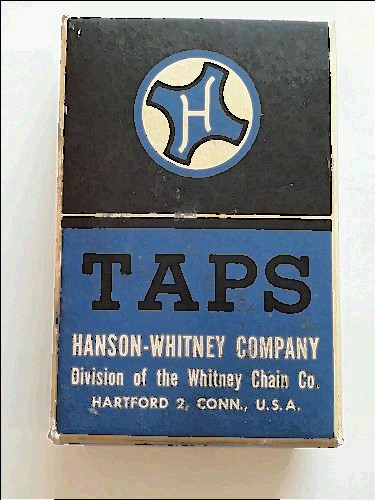 H
TAPS
HANSON-WHITNEY COMPANY
Division of the Whitney Chain Co.
HARTFORD 2, CONN., U.S.A.